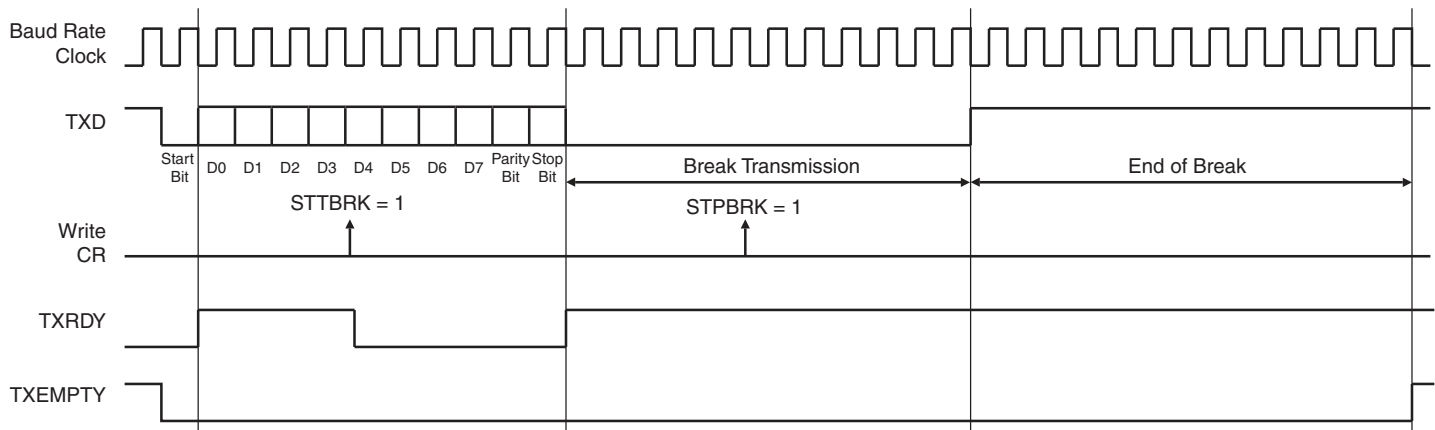 Baud Rate
Clock
TXD
Start
Bit
D0 D1 D2 D3 D4 D5 D6 D7
Parity
Bit
Stop
Bit
Break Transmission
End of Break
STTBRK = 1
STPBRK = 1
Write
CR
TXRDY
TXEMPTY